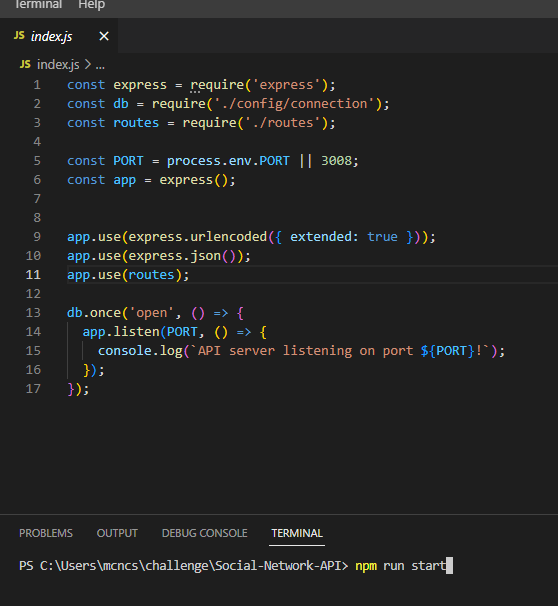 Terminal Help
JS index.js ×
JS index.js > ...
1 const express = require('express');
2 const db = require('./config/connection');
3 const routes = require('./routes');
4
5 const PORT = process.env.PORT || 3008;
6 const app = express();
7
8
9 app.use(express.urlencoded({ extended: true }));
10 app.use(express.json());
11 app.use(routes);
12
13 db.once('open', () => {
14   app.listen(PORT, () => {
15     console.log(`API server listening on port ${PORT}!`);
16   });
17 });
PROBLEMS OUTPUT DEBUG CONSOLE TERMINAL
PS C:\Users\mcncs\challenge\Social-Network-API> npm run start